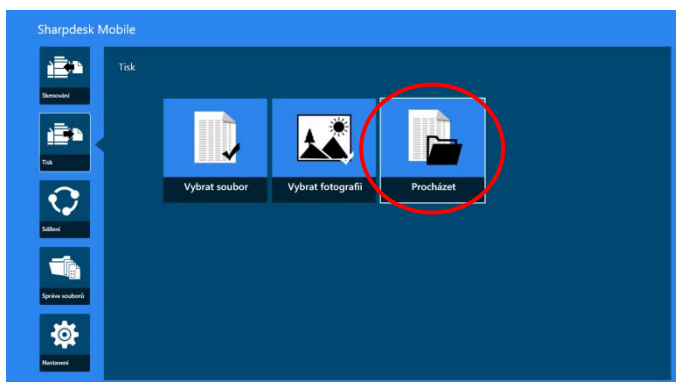 Sharpdesk Mobile
Skenování
Tisk
Tisk
Vybrat soubor
Vybrat fotografii
Procházet
Sdílení
Správa souborů
Nastavení